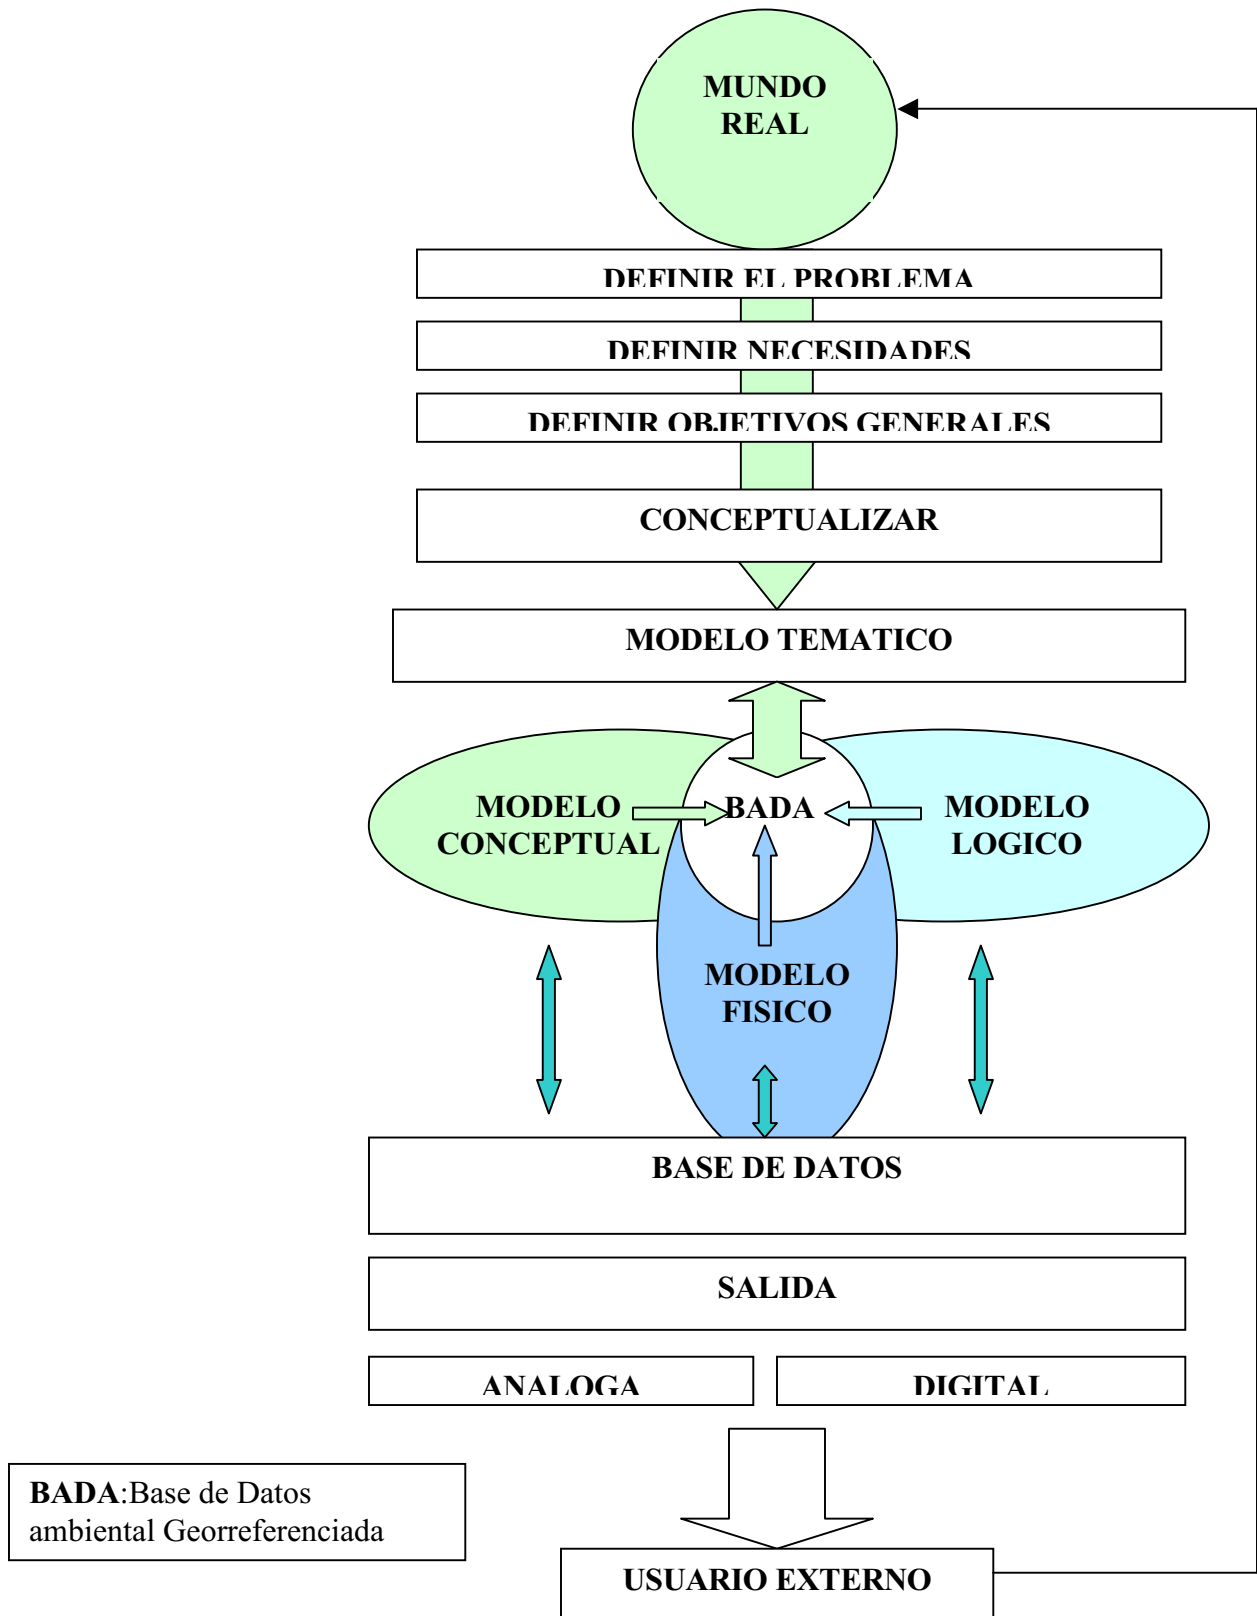 MUNDO
REAL
DEFINIR EL PROBLEMA
DEFINIR NECESIDADES
DEFINIR OBJETIVOS GENERALES
CONCEPTUALIZAR
MODELO TEMATICO
MODELO
CONCEPTUAL
BADA
MODELO
LOGICO
MODELO
FISICO
BASE DE DATOS
SALIDA
ANALOGA
DIGITAL
BADA:Base de Datos
ambiental Georreferenciada
USUARIO EXTERNO